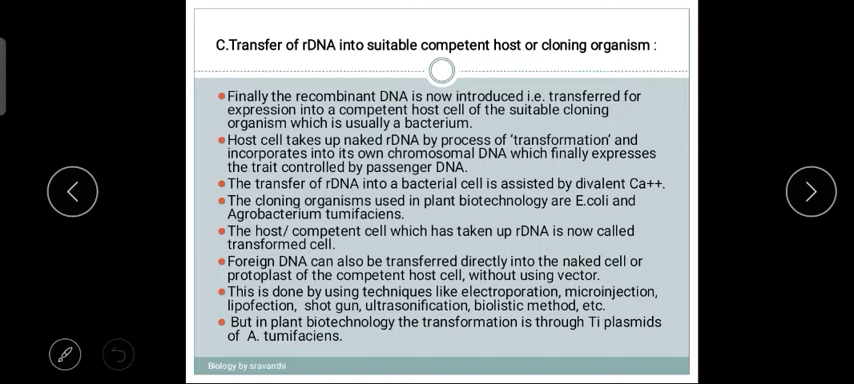 C.Transfer of rDNA into suitable competent host or cloning organism :
Finally the recombinant DNA is now introduced i.e. transferred for
expression into a competent host cell of the suitable cloning
organism which is usually a bacterium.
Host cell takes up naked rDNA by process of ‘transformation’ and
incorporates into its own chromosomal DNA which finally expresses
the trait controlled by passenger DNA.
The transfer of rDNA into a bacterial cell is assisted by divalent Ca++.
The cloning organisms used in plant biotechnology are E.coli and
Agrobacterium tumifaciens.
The host/ competent cell which has taken up rDNA is now called
transformed cell.
Foreign DNA can also be transferred directly into the naked cell or
protoplast of the competent host cell, without using vector.
This is done by using techniques like electroporation, microinjection,
lipofection, shot gun, ultrasonification, biolistic method, etc.
But in plant biotechnology the transformation is through Ti plasmids
of A. tumifaciens.
Biology by sravanthi